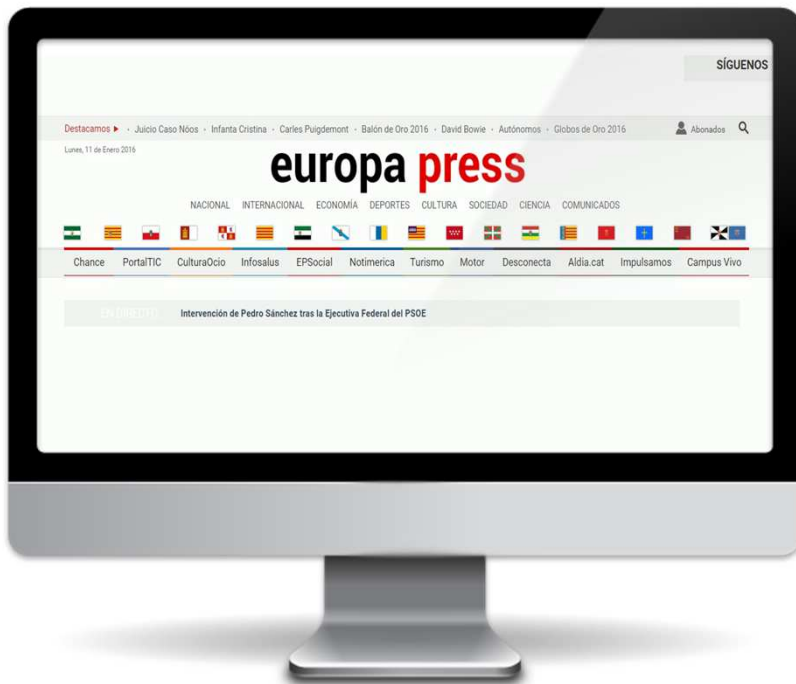 SÍGUENOS
Destacamos ▶ · Juicio Caso Nóos · Infanta Cristina · Carles Puigdemont · Balón de Oro 2016 · David Bowie · Autónomos · Globos de Oro 2016 Abonados
Lunes, 11 de Enero 2016
europa press
NACIONAL INTERNACIONAL ECONOMÍA DEPORTES CULTURA SOCIEDAD CIENCIA COMUNICADOS
Chance PortalTIC CulturaOcio Infosalus EPSocial Notimerica Turismo Motor Desconecta Aldia.cat Impulsamos Campus Vivo
EN DIRECTO Intervención de Pedro Sánchez tras la Ejecutiva Federal del PSOE